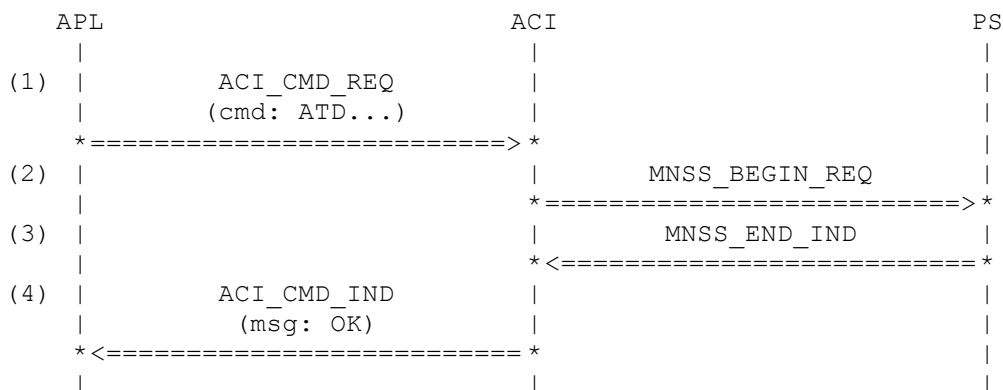 APL ACI PS
| | |
(1) | ACI_CMD_REQ | |
| (cmd: ATD...) | |
*==========================>* |
(2) | | MNSS_BEGIN_REQ |
| *==========================>*
(3) | | MNSS_END_IND |
| *<==========================*
(4) | ACI_CMD_IND | |
| (msg: OK) | |
*<==========================* |
| | |